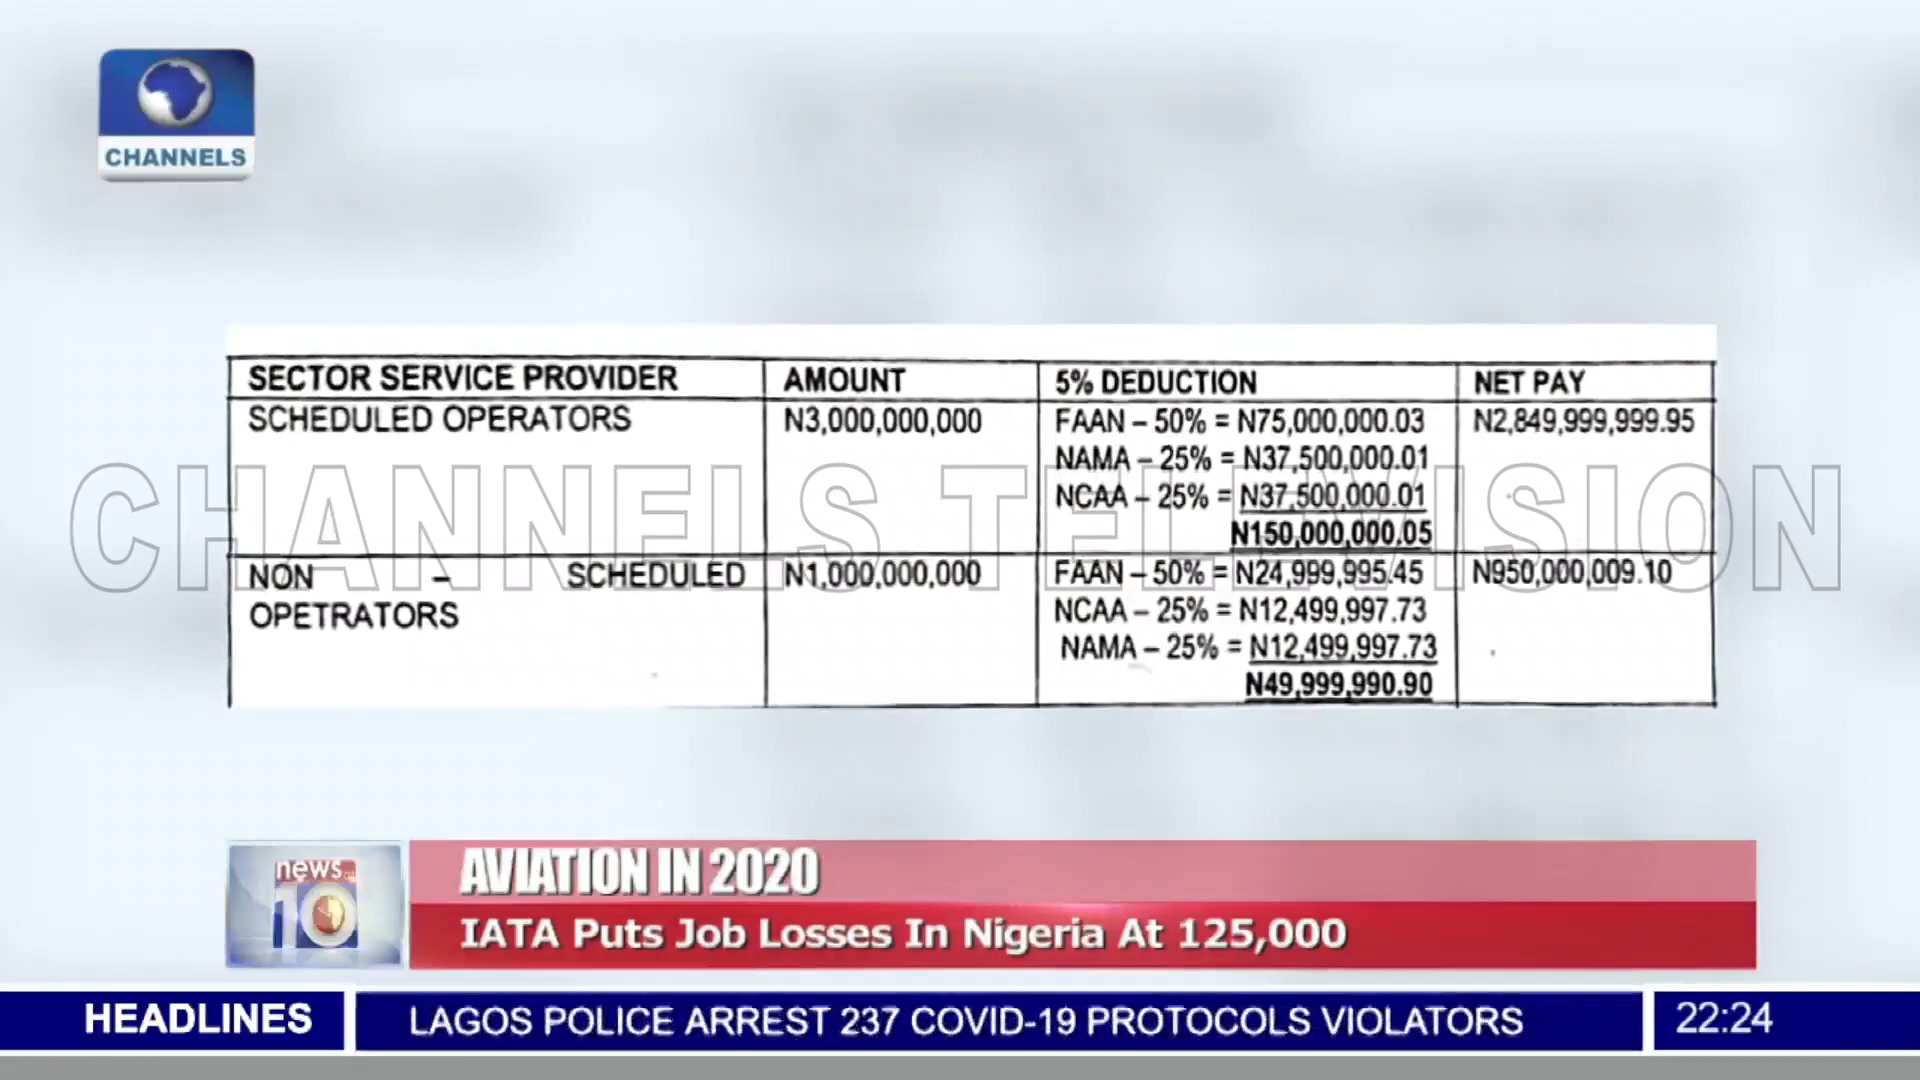 CHANNELS
SECTOR SERVICE PROVIDER AMOUNT 5% DEDUCTION NET PAY
SCHEDULED OPERATORS N3,000,000,000 FAAN – 50% = N75,000,000.03 N2,849,999,999.95
NAMA – 25% = N37,500,000.01
NCAA – 25% = N37,500,000.01
N150,000,000.05
NON – SCHEDULED N1,000,000,000 FAAN – 50% = N24,999,995.45 N950,000,009.10
OPETRATORS NCAA – 25% = N12,499,997.73
NAMA – 25% = N12,499,997.73
N49,999,990.90
CHANNELS TELEVISION
news at
10
AVIATION IN 2020
IATA Puts Job Losses In Nigeria At 125,000
HEADLINES LAGOS POLICE ARREST 237 COVID-19 PROTOCOLS VIOLATORS 22:24